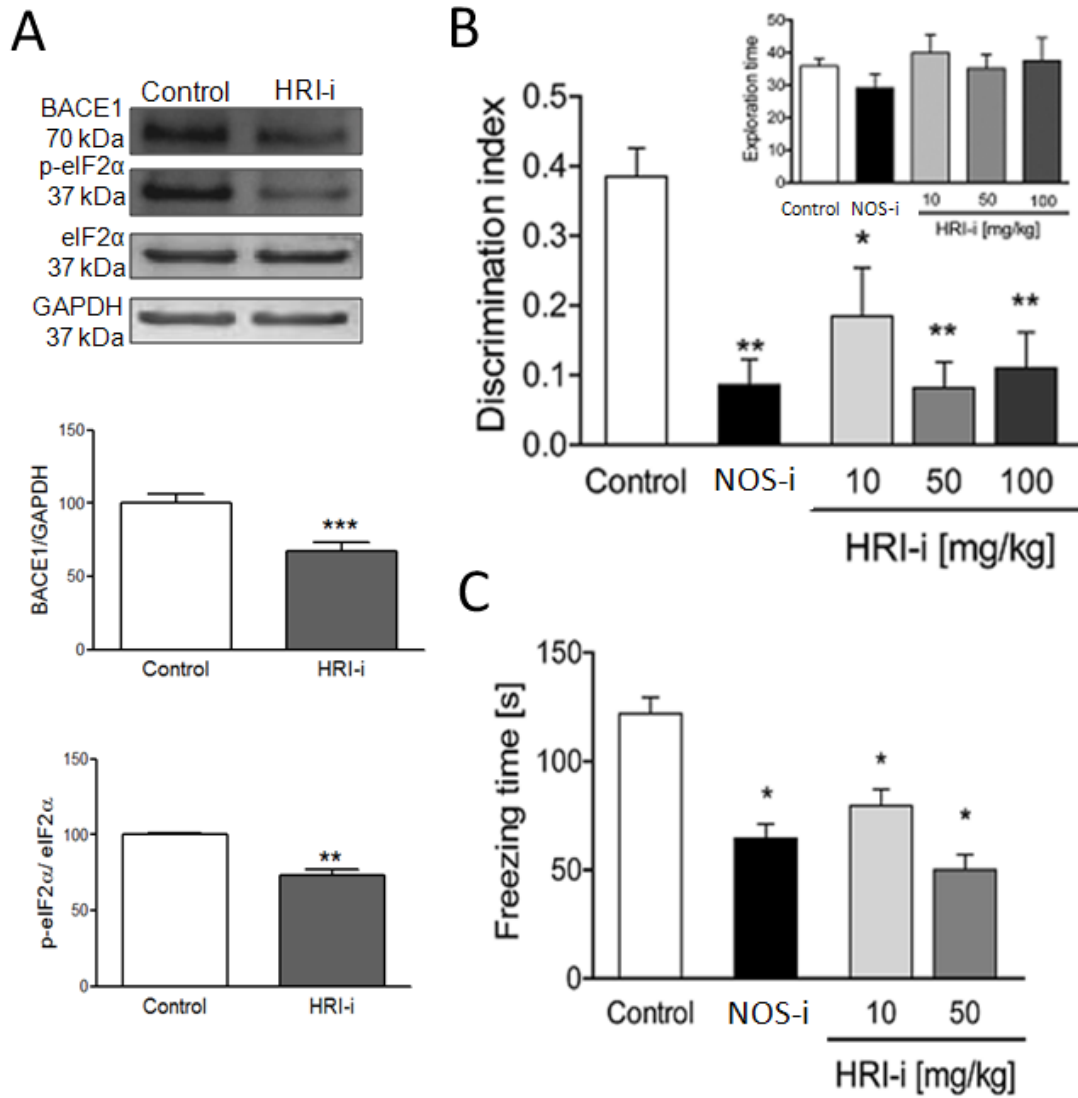 A
Control HRI-i
BACE1
70 kDa
p-eIF2α
37 kDa
eIF2α
37 kDa
GAPDH
37 kDa
BACE1/GAPDH
150
100
50
0
***
Control HRI-i
p-eIF2α/ eIF2α
150
100
50
0
**
Control HRI-i
B
Discrimination index
0.5
0.4
0.3
0.2
0.1
0.0
**
*
**
**
Control NOS-i 10 50 100
HRI-i [mg/kg]
Exploration time
50
40
30
20
10
0
Control NOS-i 10 50 100
HRI-i [mg/kg]
C
Freezing time [s]
150
100
50
0
*
*
*
Control NOS-i 10 50
HRI-i [mg/kg]